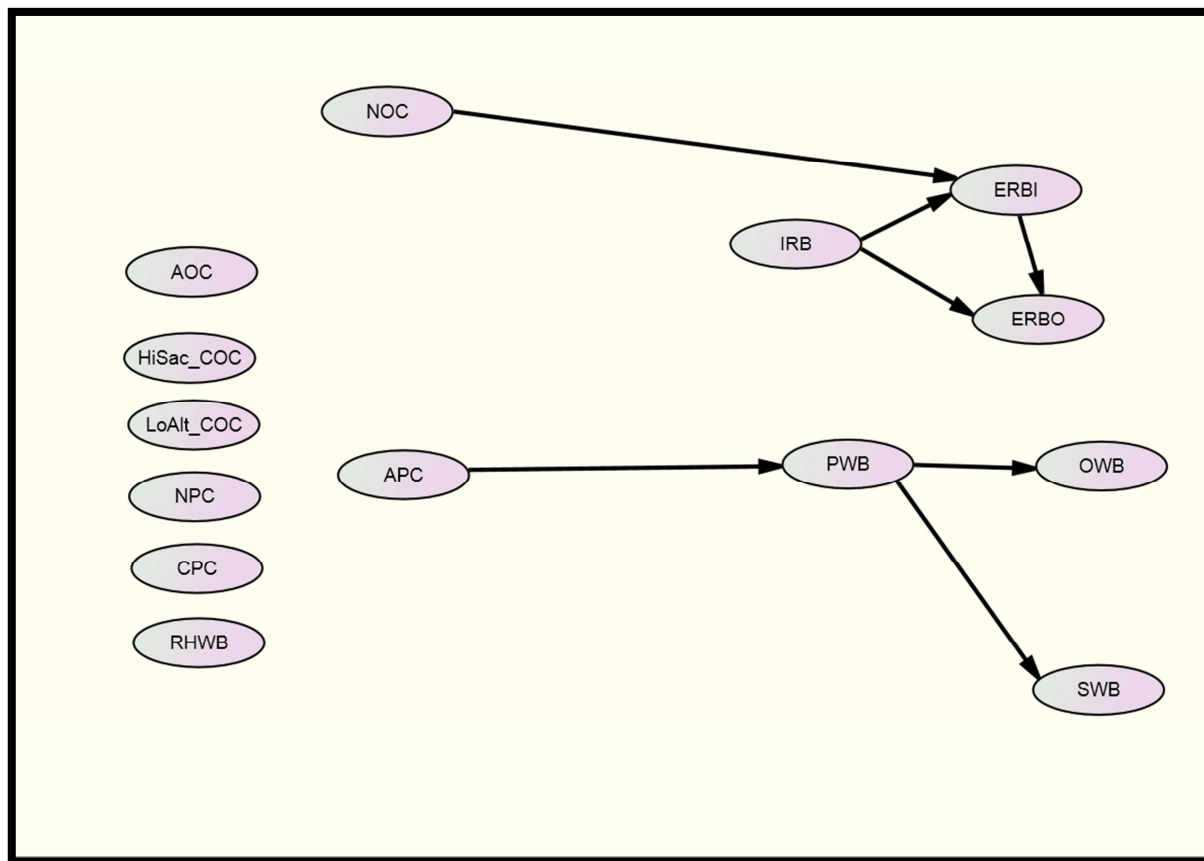 NOC
ERBI
IRB
AOC
ERBO
HiSac_COC
LoAlt_COC
APC
PWB
OWB
NPC
CPC
RHWB
SWB